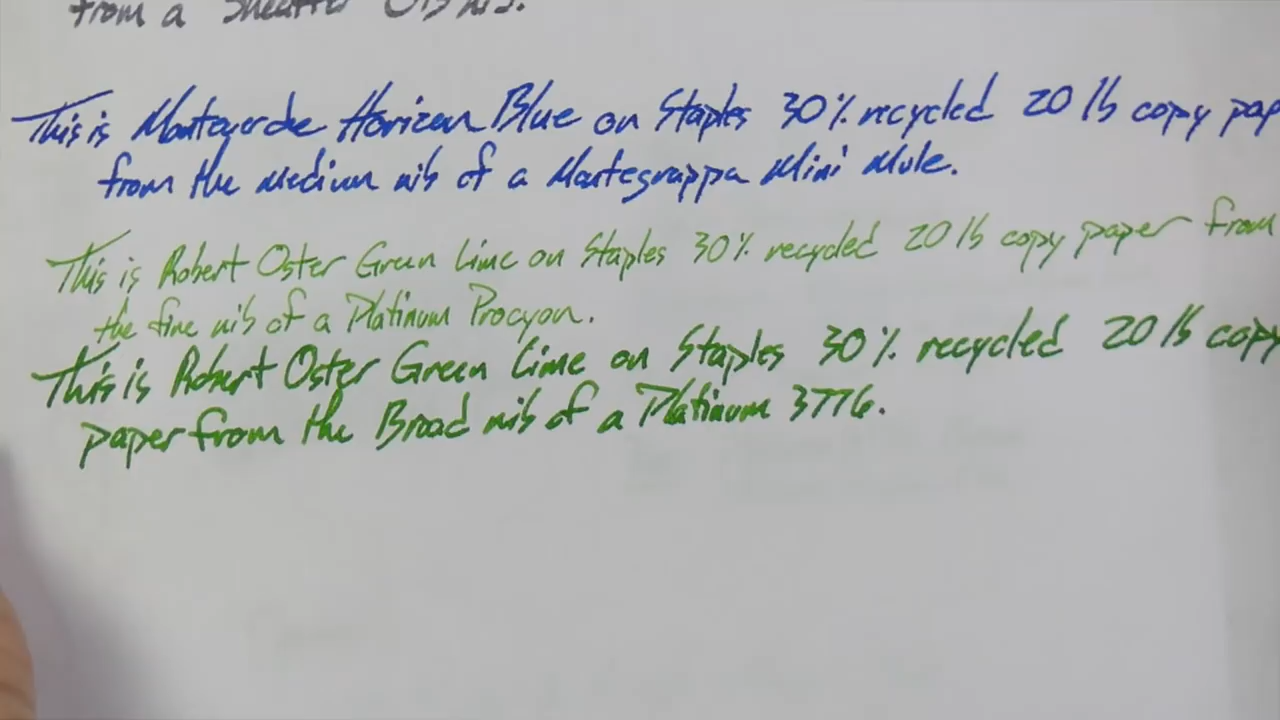 from a Sheaffer
This is Monteverde Horizon Blue on Staples 30% recycled 20 lb copy pap
from the medium nib of a Montegrappa Mini Mule.
This is Robert Oster Green Lime on Staples 30% recycled 20 lb copy paper from
the fine nib of a Platinum Procyon.
This is Robert Oster Green Lime on Staples 30% recycled 20 lb copy
paper from the Broad nib of a Platinum 3776.